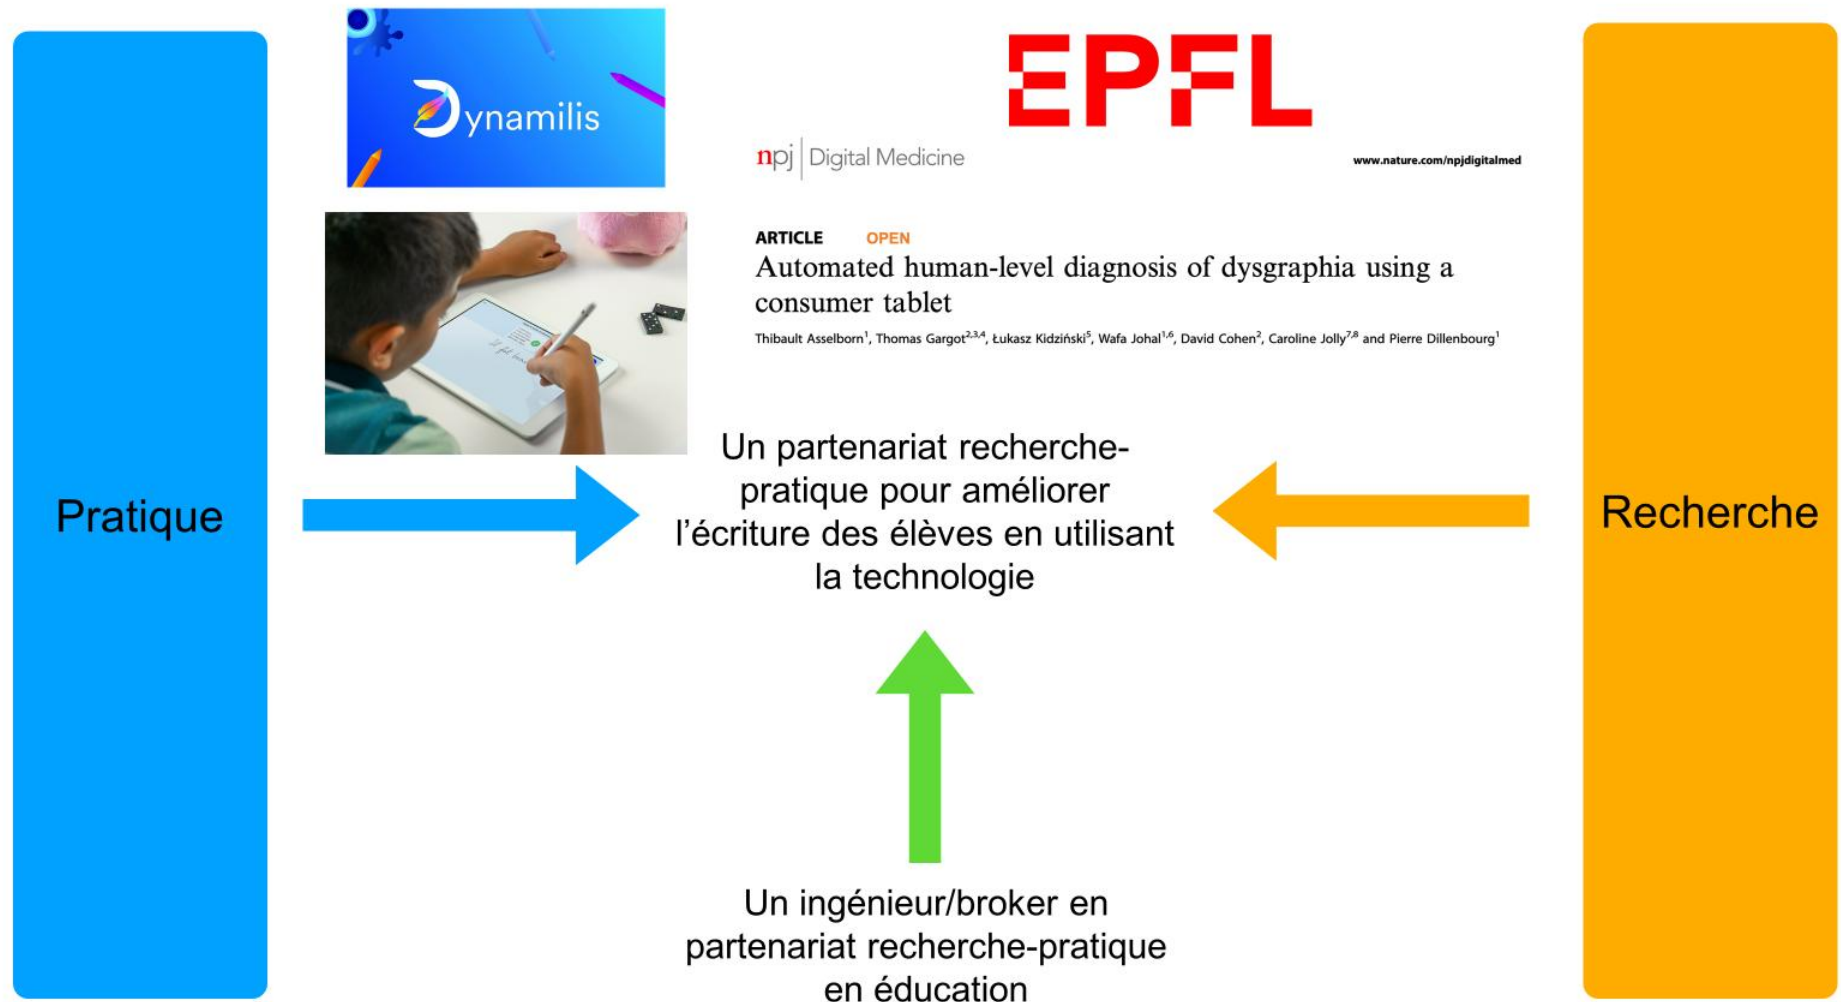 Dynamilis
EPFL
npj Digital Medicine
www.nature.com/npjdigitalmed
ARTICLE OPEN
Automated human-level diagnosis of dysgraphia using a
consumer tablet
Thibault Asselborn1, Thomas Gargot2,3,4, Łukasz Kidziński5, Wafa Johal1,6, David Cohen2, Caroline Jolly7,8 and Pierre Dillenbourg1
Pratique
Un partenariat recherche-
pratique pour améliorer
l’écriture des élèves en utilisant
la technologie
Recherche
Un ingénieur/broker en
partenariat recherche-pratique
en éducation